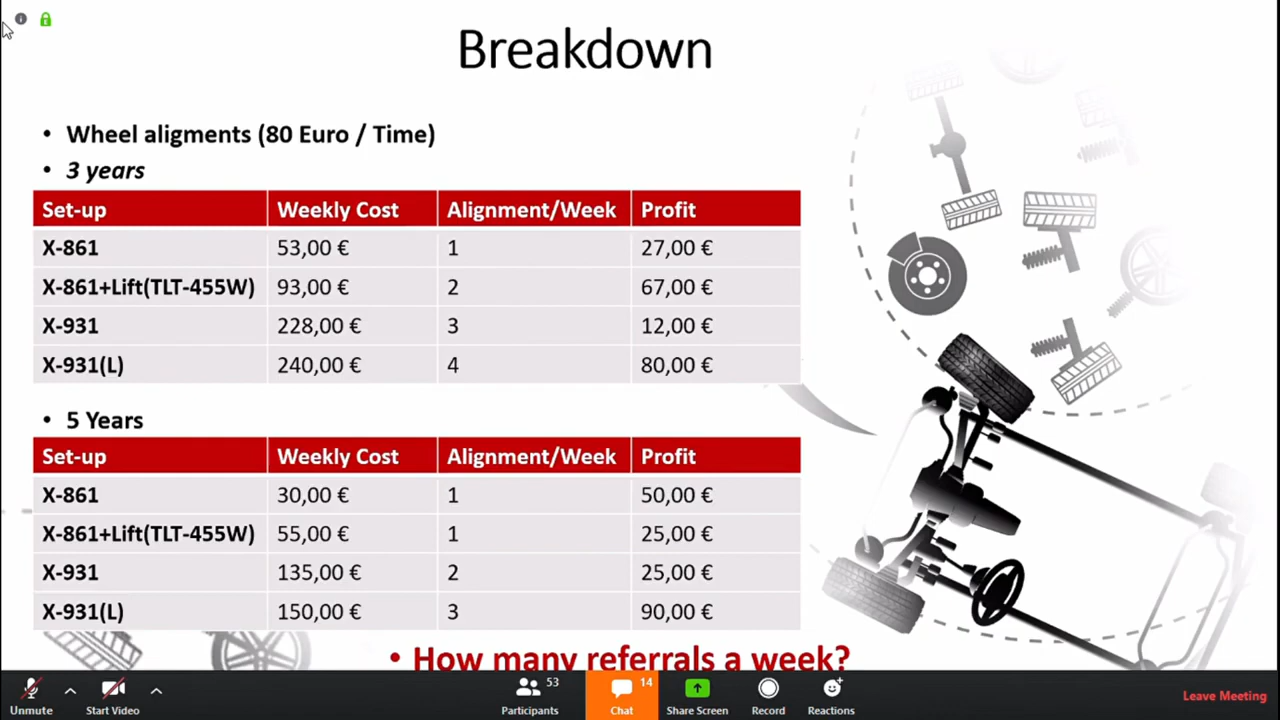 Breakdown
• Wheel aligments (80 Euro / Time)
• 3 years
Set-up Weekly Cost Alignment/Week Profit
X-861 53,00 € 1 27,00 €
X-861+Lift(TLT-455W) 93,00 € 2 67,00 €
X-931 228,00 € 3 12,00 €
X-931(L) 240,00 € 4 80,00 €
• 5 Years
Set-up Weekly Cost Alignment/Week Profit
X-861 30,00 € 1 50,00 €
X-861+Lift(TLT-455W) 55,00 € 1 25,00 €
X-931 135,00 € 2 25,00 €
X-931(L) 150,00 € 3 90,00 €
• How many referrals a week?
53 14
Unmute Start Video Participants Chat Share Screen Record Reactions Leave Meeting